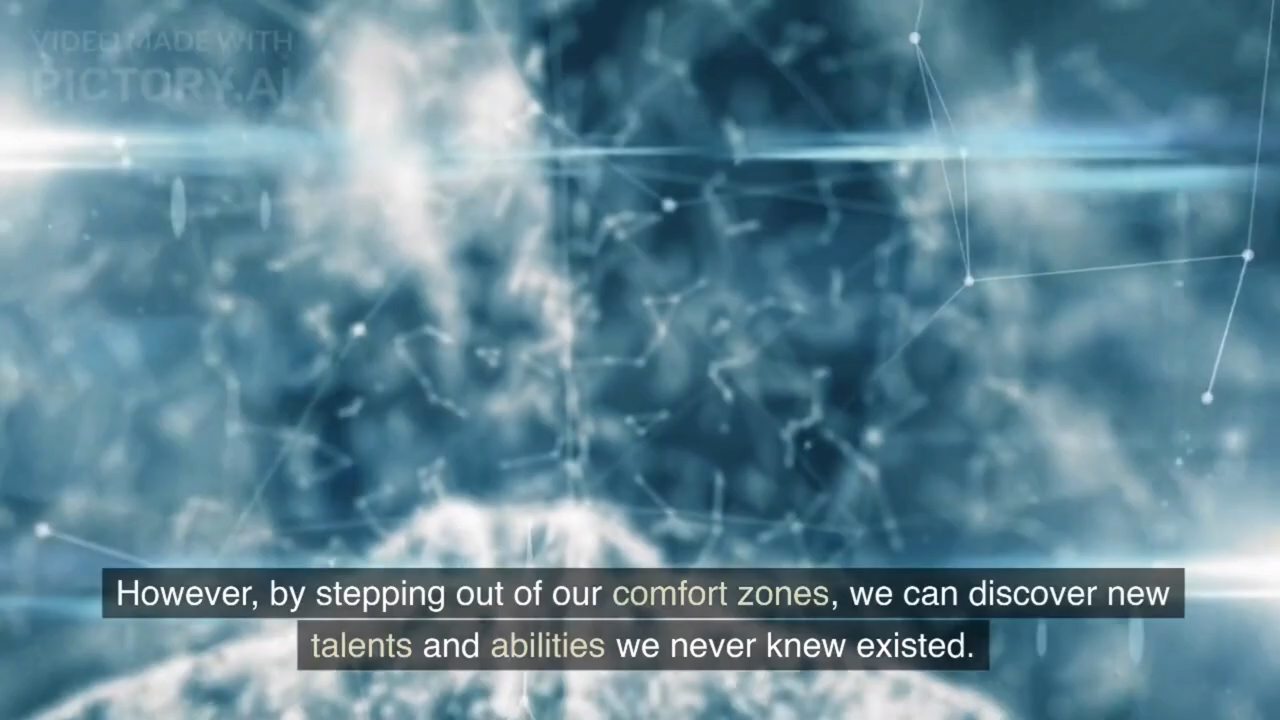 VIDEO MADE WITH
PICTORY.AI
However, by stepping out of our comfort zones, we can discover new
talents and abilities we never knew existed.